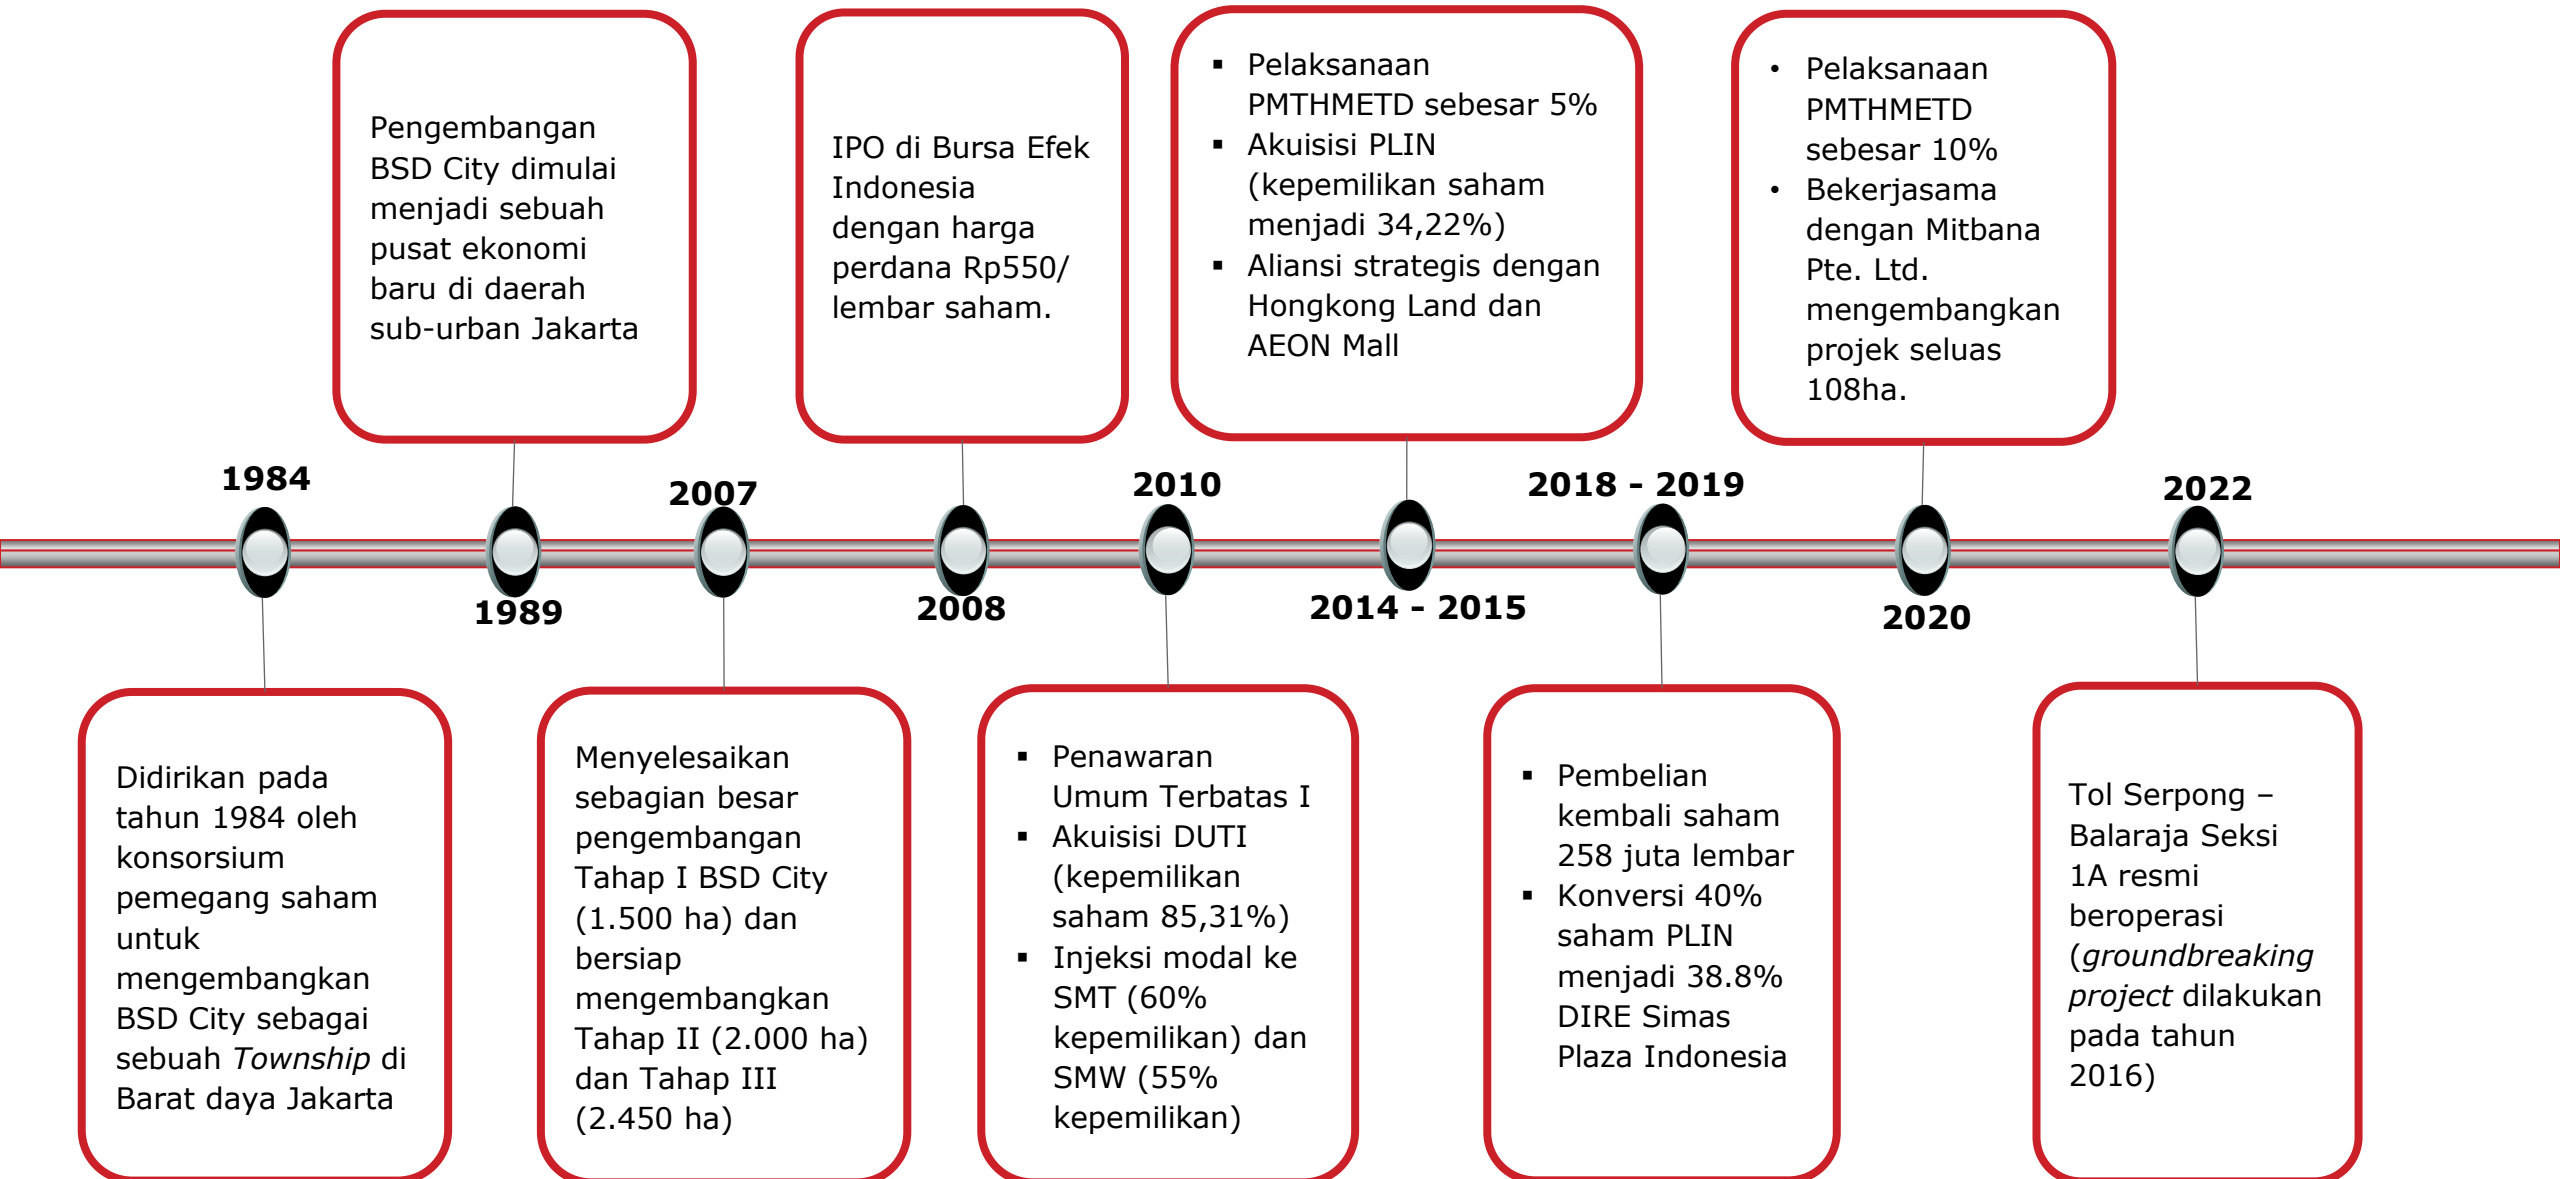 1984
Didirikan pada
tahun 1984 oleh
konsorsium
pemegang saham
untuk
mengembangkan
BSD City sebagai
sebuah Township di
Barat daya Jakarta
Pengembangan
BSD City dimulai
menjadi sebuah
pusat ekonomi
baru di daerah
sub-urban Jakarta
1989
2007
Menyelesaikan
sebagian besar
pengembangan
Tahap I BSD City
(1.500 ha) dan
bersiap
mengembangkan
Tahap II (2.000 ha)
dan Tahap III
(2.450 ha)
IPO di Bursa Efek
Indonesia
dengan harga
perdana Rp550/
lembar saham.
2008
2010
▪ Penawaran
Umum Terbatas I
▪ Akuisisi DUTI
(kepemilikan
saham 85,31%)
▪ Injeksi modal ke
SMT (60%
kepemilikan) dan
SMW (55%
kepemilikan)
▪ Pelaksanaan
PMTHMETD sebesar 5%
▪ Akuisisi PLIN
(kepemilikan saham
menjadi 34,22%)
▪ Aliansi strategis dengan
Hongkong Land dan
AEON Mall
2014 - 2015
2018 - 2019
▪ Pembelian
kembali saham
258 juta lembar
▪ Konversi 40%
saham PLIN
menjadi 38.8%
DIRE Simas
Plaza Indonesia
• Pelaksanaan
PMTHMETD
sebesar 10%
• Bekerjasama
dengan Mitbana
Pte. Ltd.
mengembangkan
projek seluas
108ha.
2020
2022
Tol Serpong –
Balaraja Seksi
1A resmi
beroperasi
(groundbreaking
project dilakukan
pada tahun
2016)